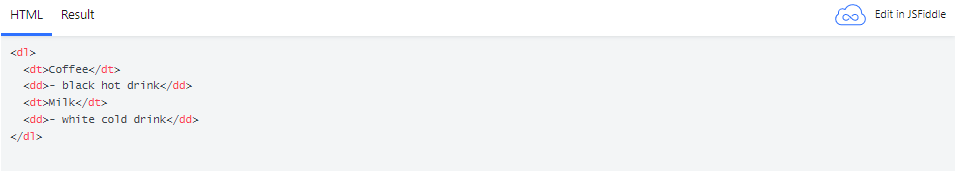 HTML Result Edit in JSFiddle
<dl>
  <dt>Coffee</dt>
  <dd>- black hot drink</dd>
  <dt>Milk</dt>
  <dd>- white cold drink</dd>
</dl>